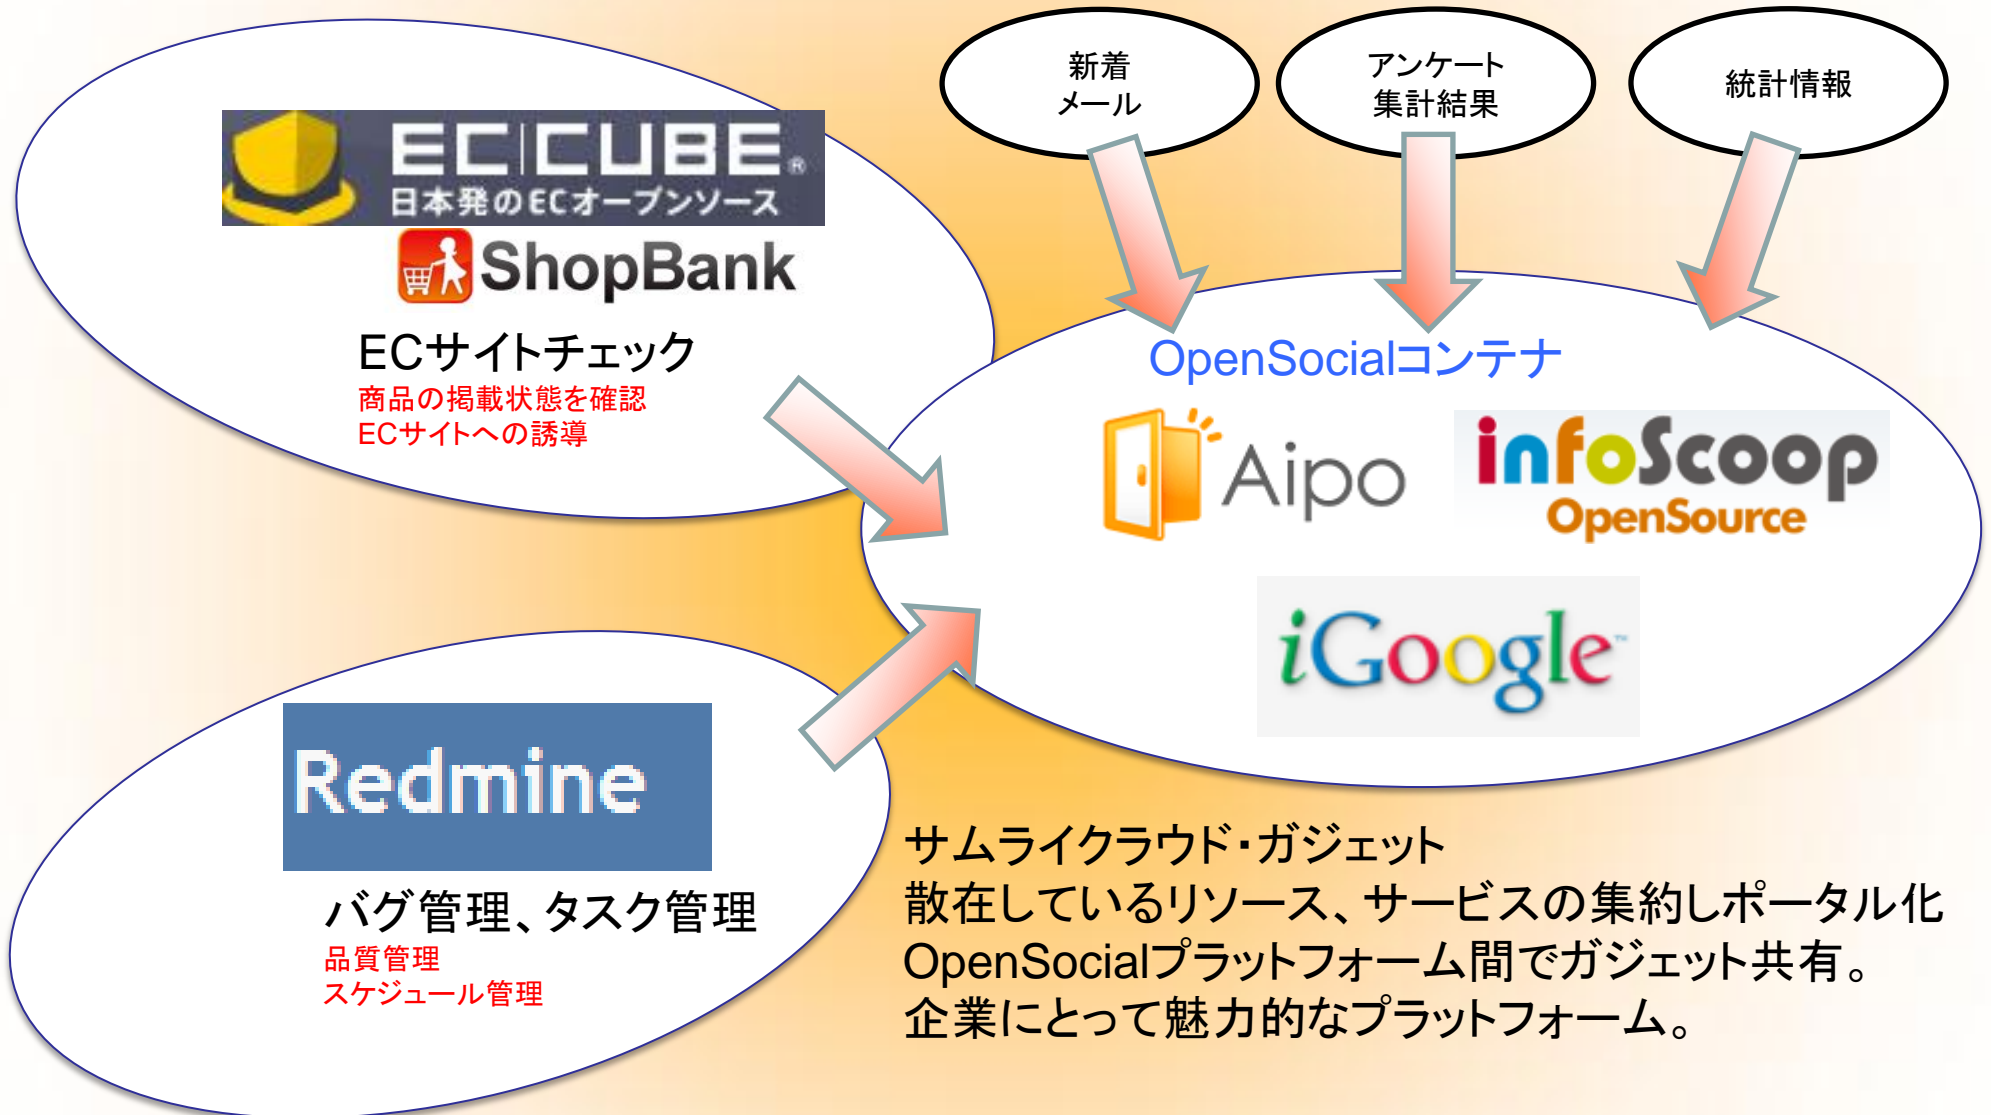 EC CUBE®
日本発のECオープンソース
ShopBank
ECサイトチェック
商品の掲載状態を確認
ECサイトへの誘導
新着
メール
アンケート
集計結果
統計情報
OpenSocialコンテナ
Aipo
infoScoop
OpenSource
iGoogle™
Redmine
バグ管理、タスク管理
品質管理
スケジュール管理
サムライクラウド・ガジェット
散在しているリソース、サービスの集約しポータル化
OpenSocialプラットフォーム間でガジェット共有。
企業にとって魅力的なプラットフォーム。